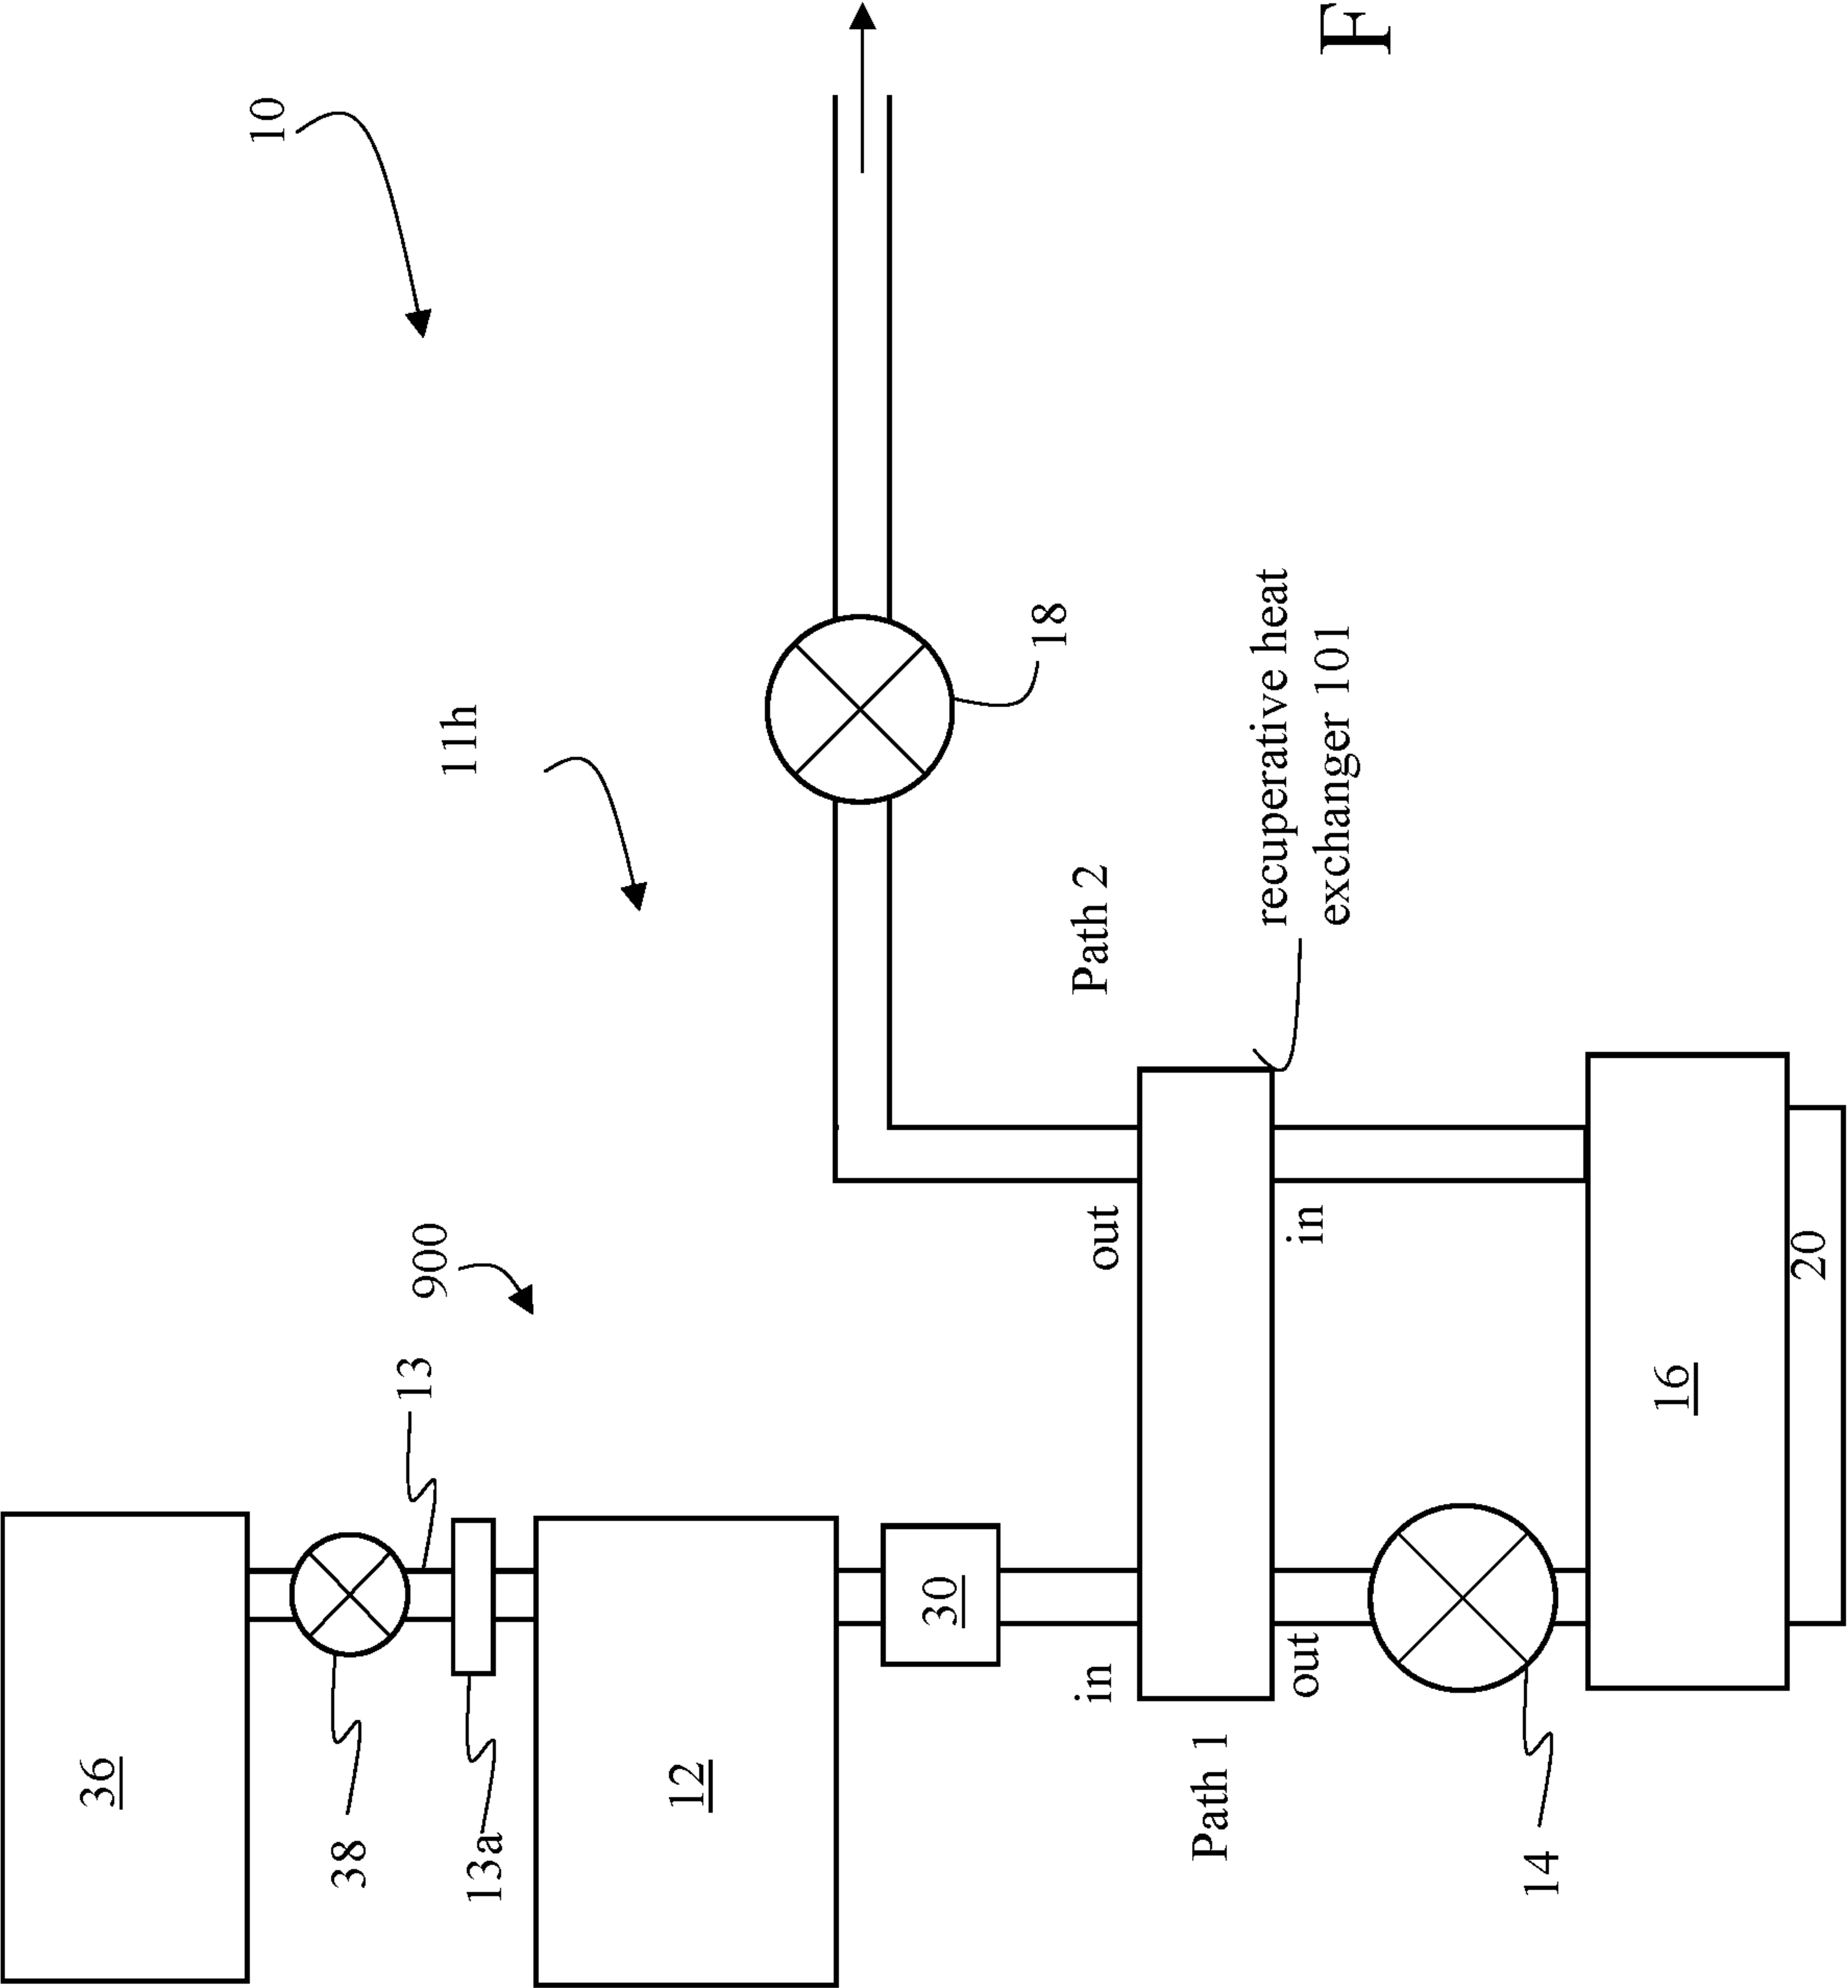 10
11h
900
13
36
38
13a
12
30
18
Path 2
recuperative heat
exchanger 101
out
in
in
out
Path 1
14
16
20
F